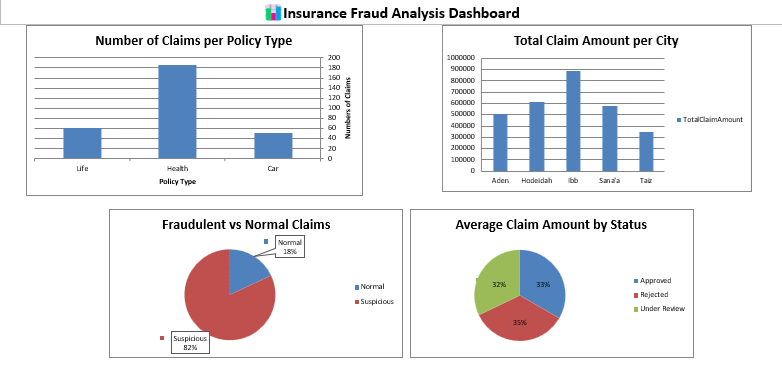 Insurance Fraud Analysis Dashboard
Number of Claims per Policy Type
200
180
160
140
120
100
80
60
40
20
0
Numbers of Claims
Life Health Car
Policy Type
Total Claim Amount per City
1000000
900000
800000
700000
600000
500000
400000
300000
200000
100000
0
Aden Hodeidah Ibb Sana'a Taiz
TotalClaimAmount
Fraudulent vs Normal Claims
Normal
18%
Suspicious
82%
Normal
Suspicious
Average Claim Amount by Status
32%
33%
35%
Approved
Rejected
Under Review